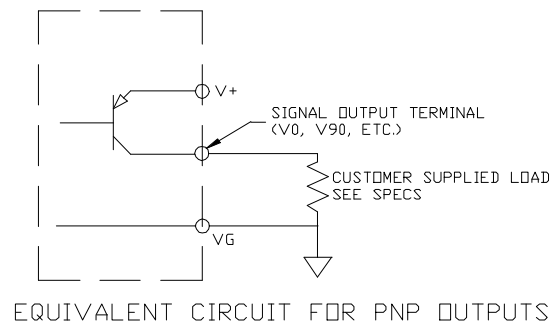 V+
SIGNAL OUTPUT TERMINAL
(V0, V90, ETC.)
CUSTOMER SUPPLIED LOAD
SEE SPECS
VG
EQUIVALENT CIRCUIT FOR PNP OUTPUTS